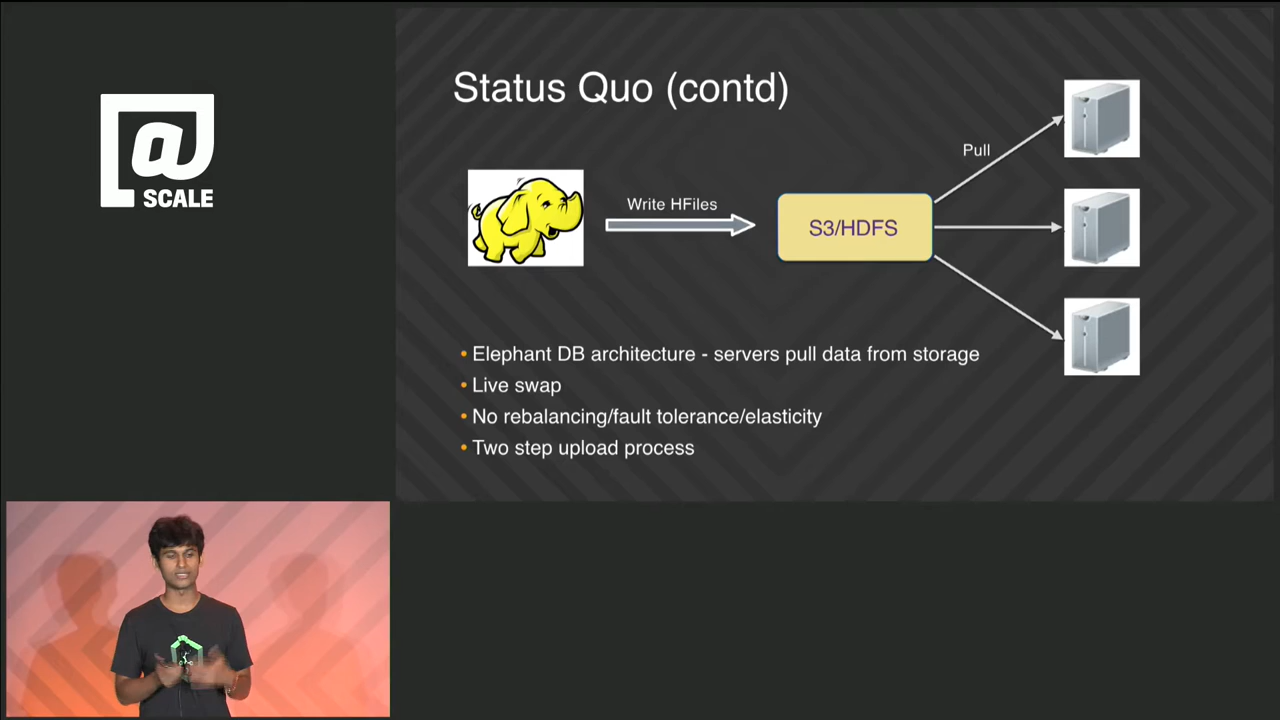 @
SCALE
Status Quo (contd)
Write HFiles
S3/HDFS
Pull
• Elephant DB architecture - servers pull data from storage
• Live swap
• No rebalancing/fault tolerance/elasticity
• Two step upload process